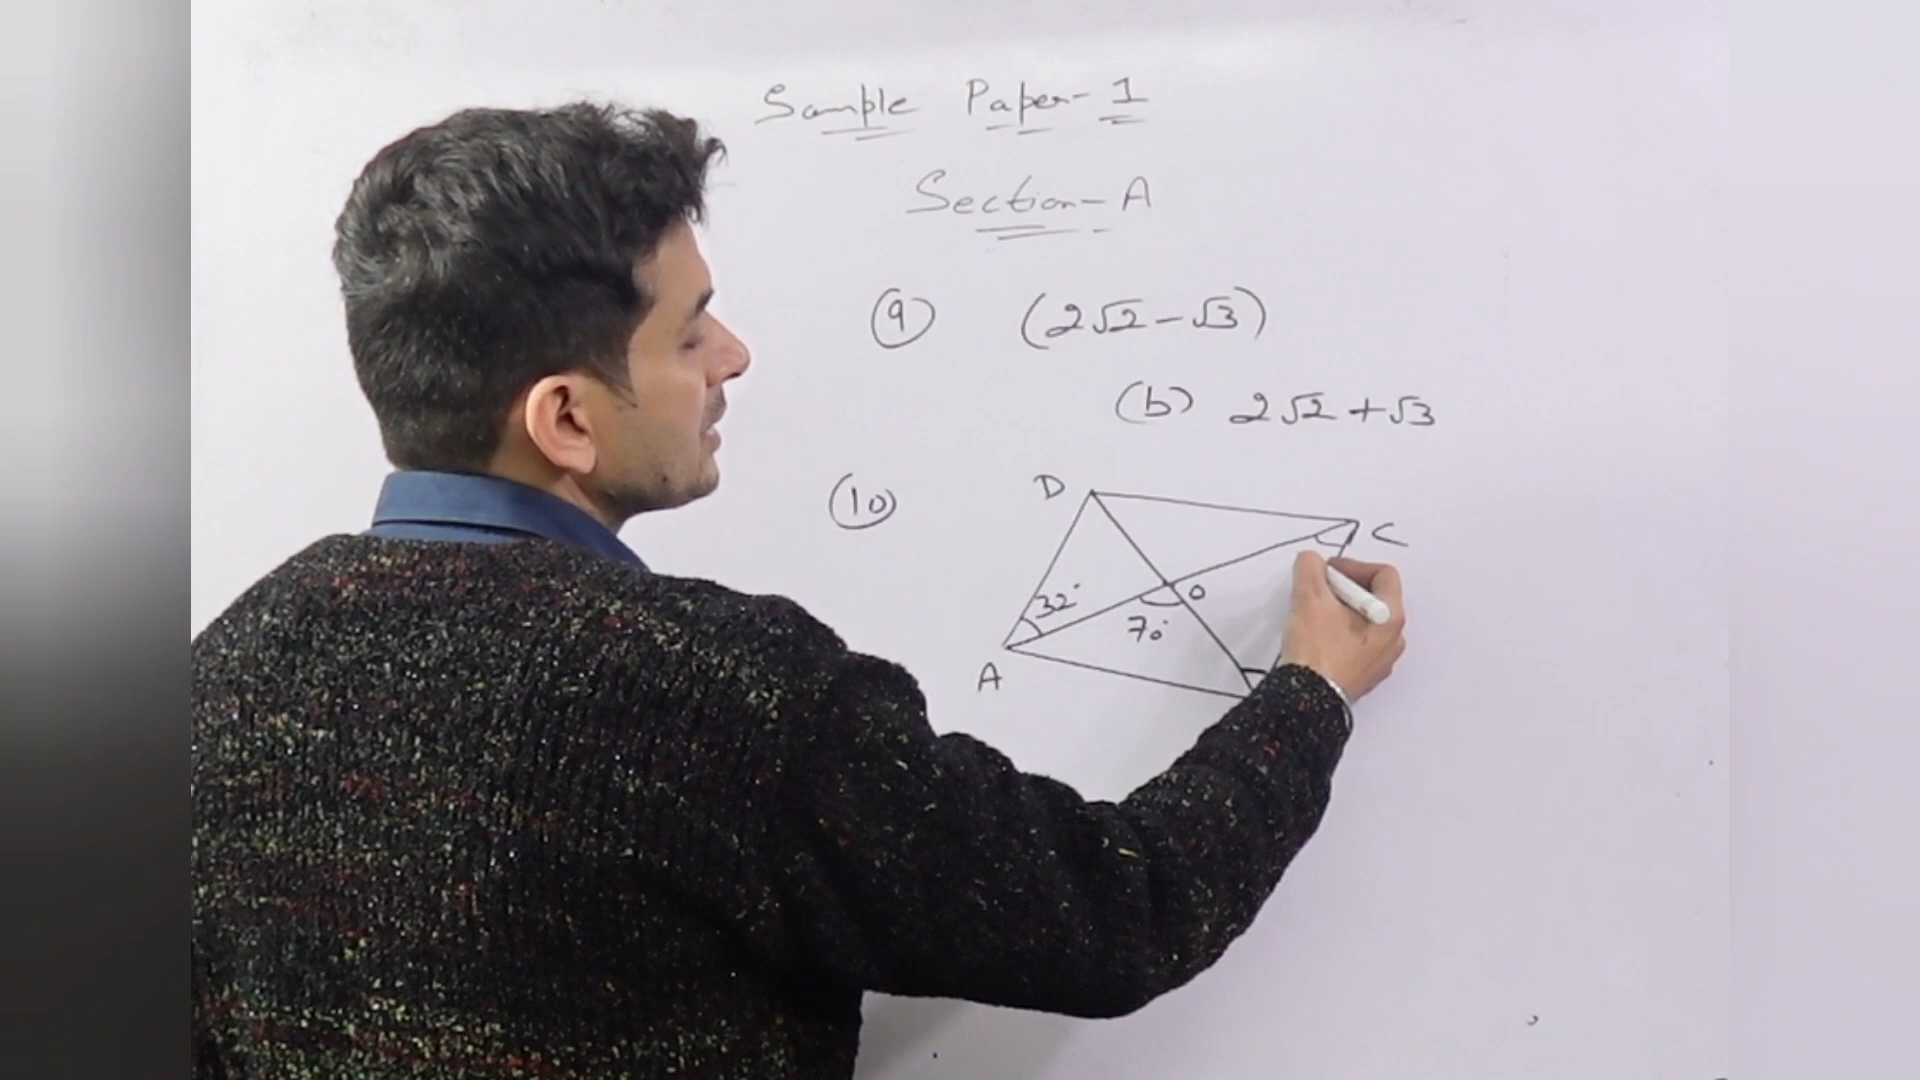 Sample Paper-1
Section-A
(9) (2√2-√3)
(b) 2√2+√3
(10)
D
C
32°
O
70°
A